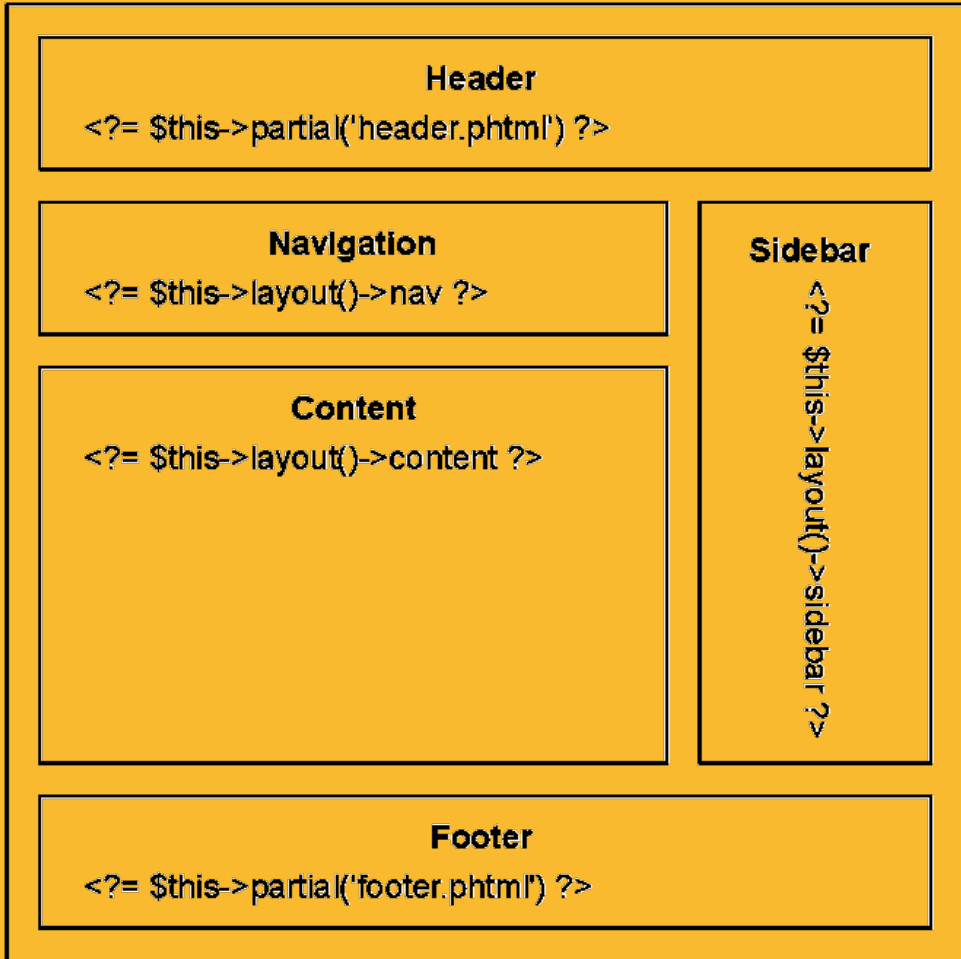 Header
<?= $this->partial('header.phtml') ?>
Navigation
<?= $this->layout()->nav ?>
Content
<?= $this->layout()->content ?>
Sidebar
<?= $this->layout()->sidebar ?>
Footer
<?= $this->partial('footer.phtml') ?>